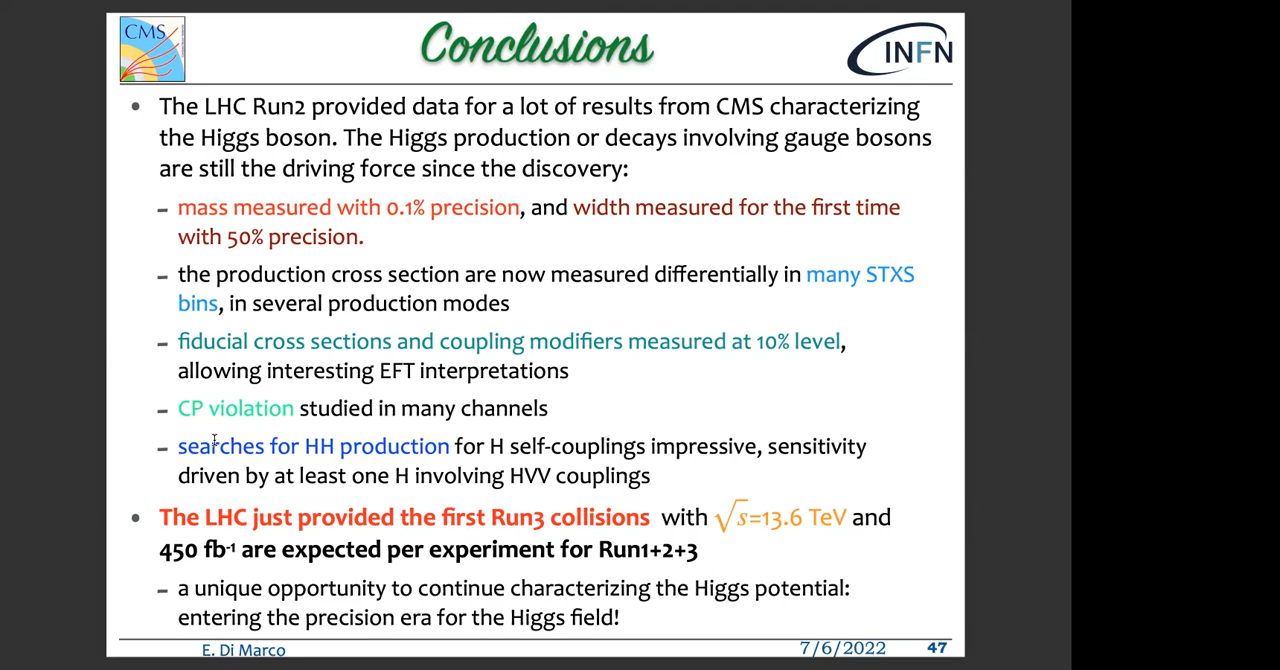 CMS
Conclusions
INFN
• The LHC Run2 provided data for a lot of results from CMS characterizing
the Higgs boson. The Higgs production or decays involving gauge bosons
are still the driving force since the discovery:
– mass measured with 0.1% precision, and width measured for the first time
with 50% precision.
– the production cross section are now measured differentially in many STXS
bins, in several production modes
– fiducial cross sections and coupling modifiers measured at 10% level,
allowing interesting EFT interpretations
– CP violation studied in many channels
– searches for HH production for H self-couplings impressive, sensitivity
driven by at least one H involving HVV couplings
• The LHC just provided the first Run3 collisions with √s=13.6 TeV and
450 fb⁻¹ are expected per experiment for Run1+2+3
– a unique opportunity to continue characterizing the Higgs potential:
entering the precision era for the Higgs field!
E. Di Marco
7/6/2022
47